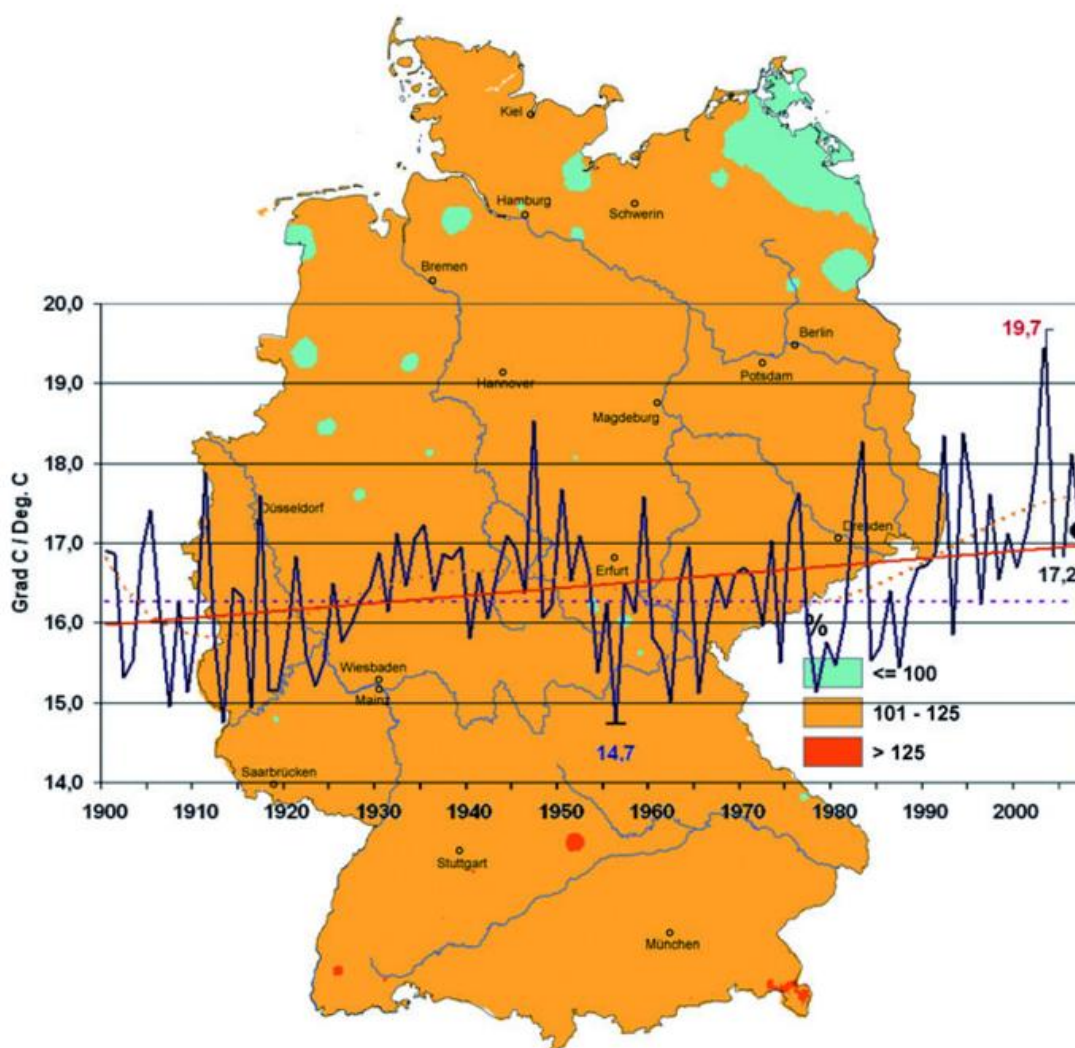 Kiel
Hamburg
Schwerin
Bremen
20,0
19,7
Berlin
19,0
Hannover
Potsdam
Magdeburg
18,0
Düsseldorf
Dresden
Grad C / Deg. C
17,0
Erfurt
17,2
16,0
%
Wiesbaden
<= 100
Mainz
15,0
101 - 125
14,7
> 125
Saarbrücken
14,0
1900 1910 1920 1930 1940 1950 1960 1970 1980 1990 2000
Stuttgart
München